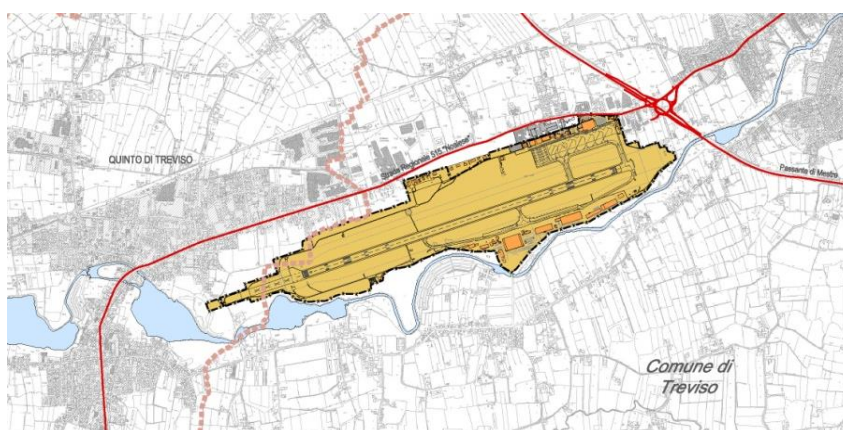 QUINTO DI TREVISO
Strada Regionale 515 "Noalese"
Passante di Mestre
Comune di
Treviso